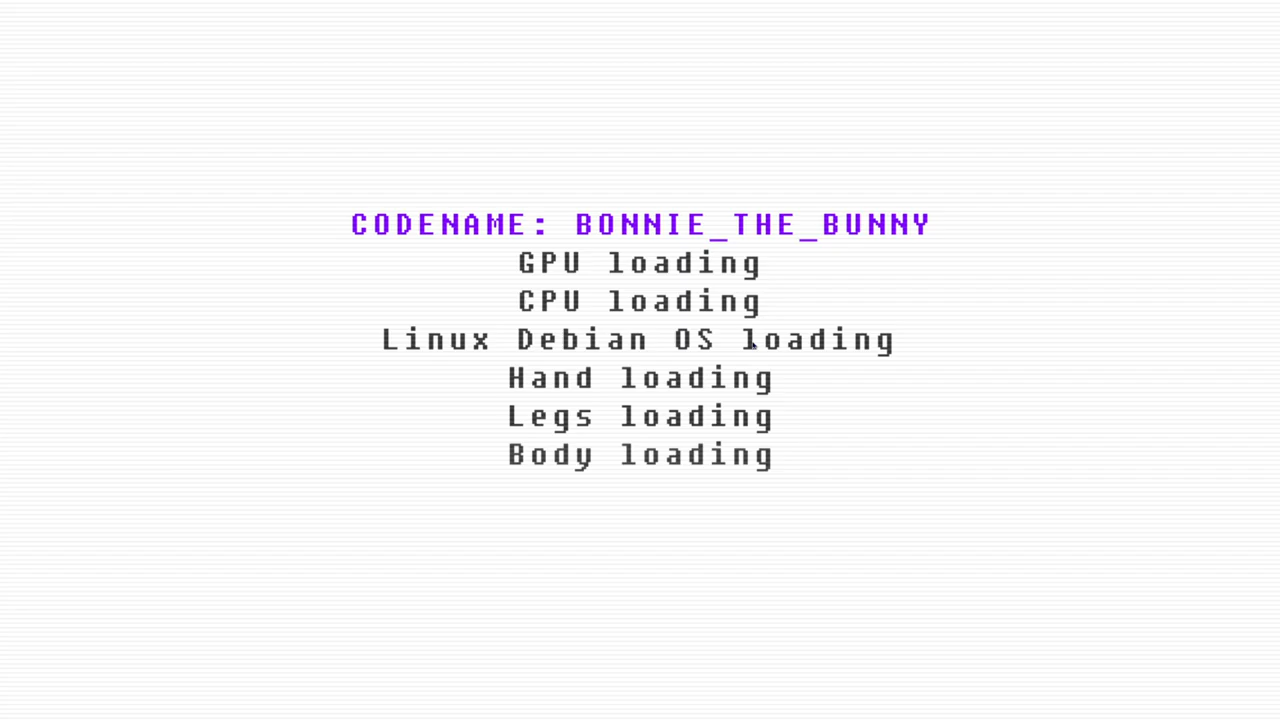 CODENAME: BONNIE_THE_BUNNY
GPU loading
CPU loading
Linux Debian OS loading
Hand loading
Legs loading
Body loading